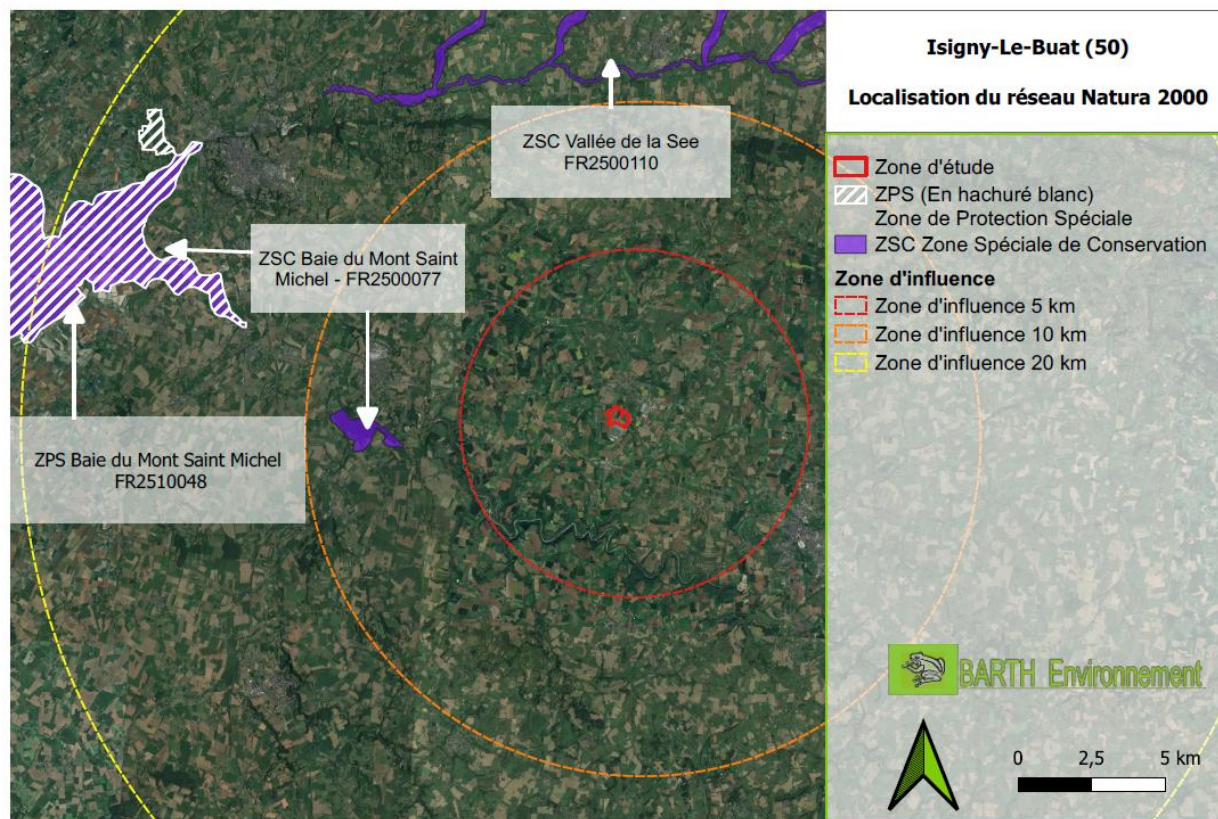 Isigny-Le-Buat (50)
Localisation du réseau Natura 2000
ZSC Vallée de la See
FR2500110
ZSC Baie du Mont Saint
Michel - FR2500077
ZPS Baie du Mont Saint Michel
FR2510048
Zone d'étude
ZPS (En hachuré blanc)
Zone de Protection Spéciale
ZSC Zone Spéciale de Conservation
Zone d'influence
Zone d'influence 5 km
Zone d'influence 10 km
Zone d'influence 20 km
BARTH Environnement
0 2,5 5 km